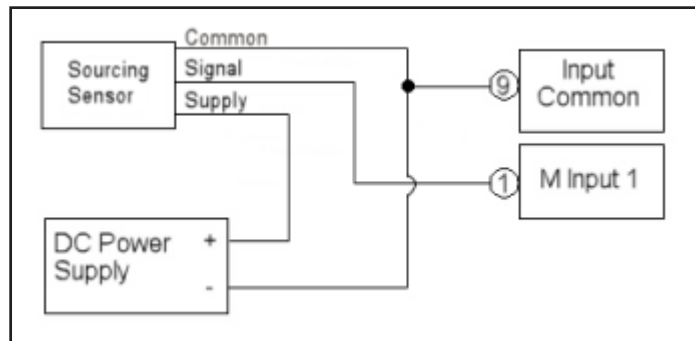 Sourcing
Sensor
Common
Signal
Supply
9
Input
Common
1
M Input 1
DC Power
Supply
+
-